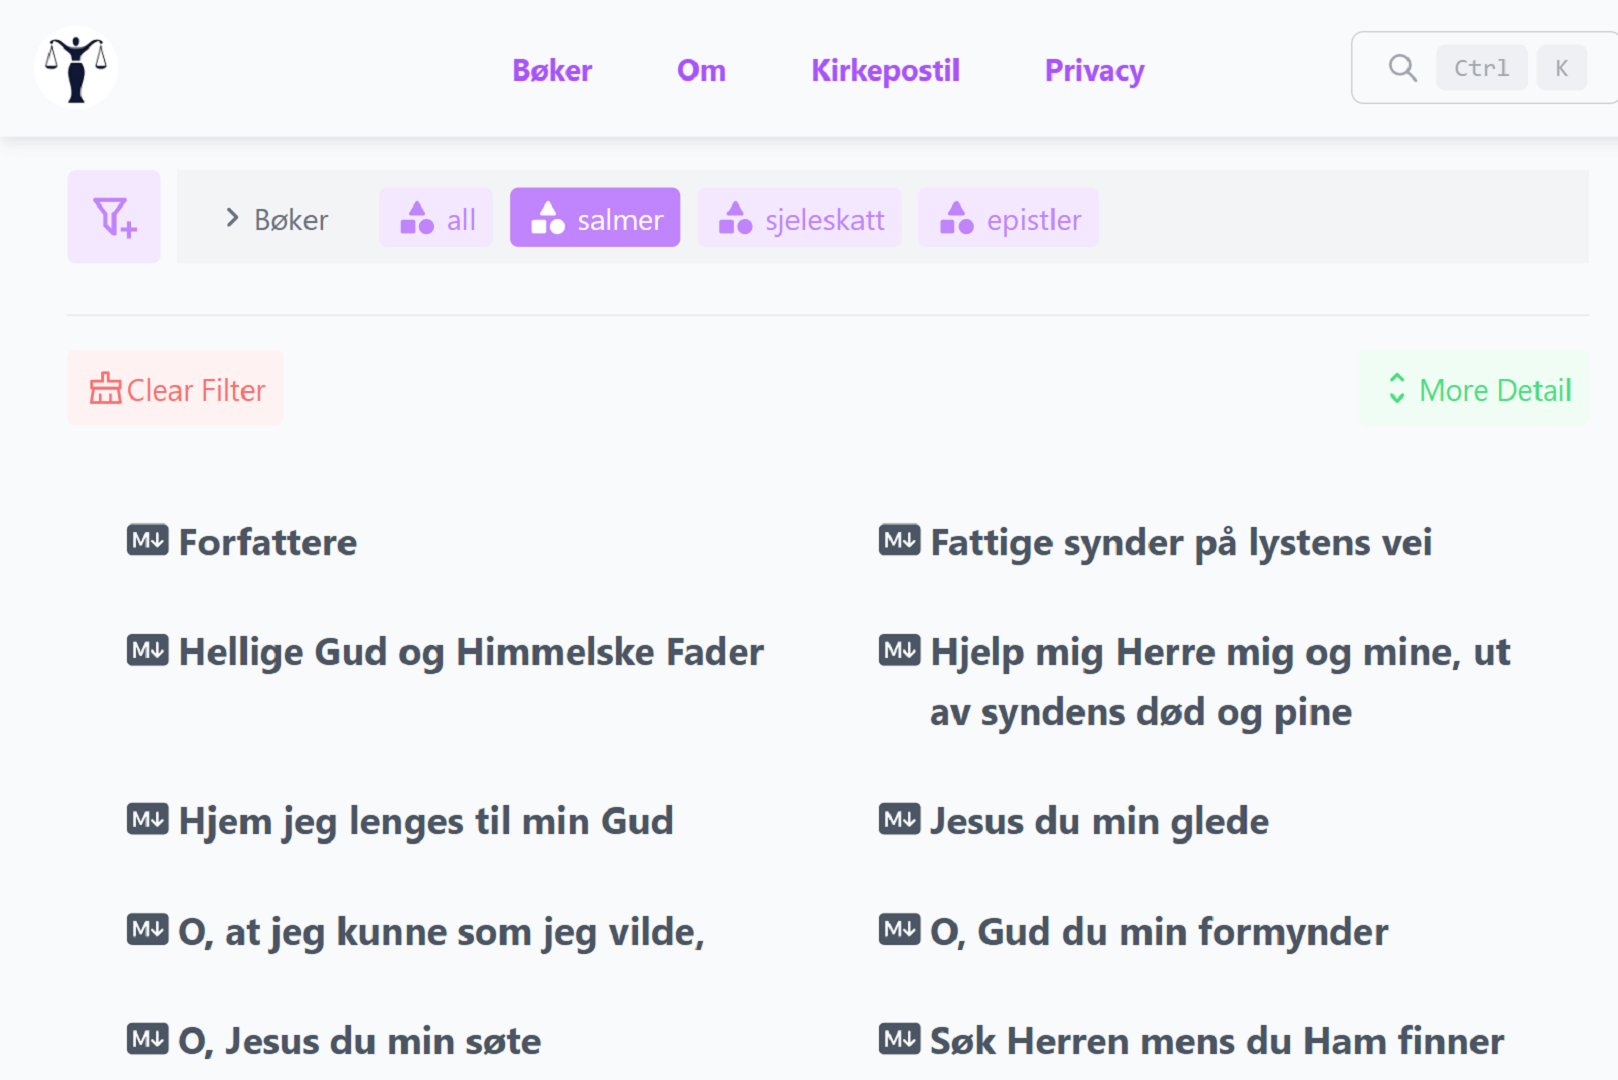 Bøker Om Kirkepostil Privacy Ctrl K
Bøker all salmer sjeleskatt epistler
Clear Filter More Detail
M↓ Forfattere
M↓ Fattige synder på lystens vei
M↓ Hellige Gud og Himmelske Fader
M↓ Hjelp mig Herre mig og mine, ut
av syndens død og pine
M↓ Hjem jeg lenges til min Gud
M↓ Jesus du min glede
M↓ O, at jeg kunne som jeg vilde,
M↓ O, Gud du min formynder
M↓ O, Jesus du min søte
M↓ Søk Herren mens du Ham finner